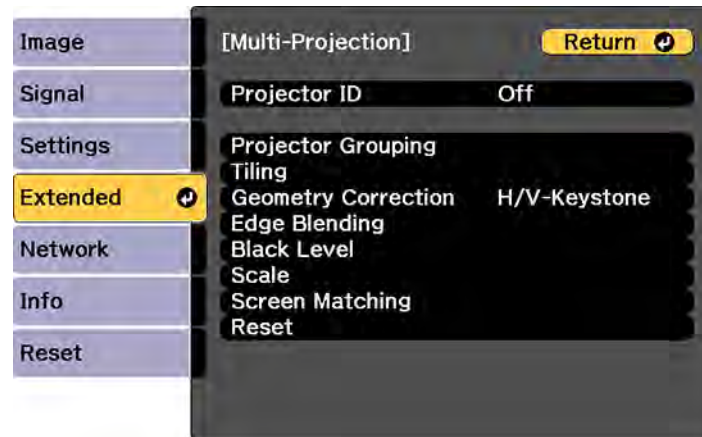 Image
Signal
Settings
Extended
Network
Info
Reset
[Multi-Projection]
Return
Projector ID Off
Projector Grouping
Tiling
Geometry Correction H/V-Keystone
Edge Blending
Black Level
Scale
Screen Matching
Reset